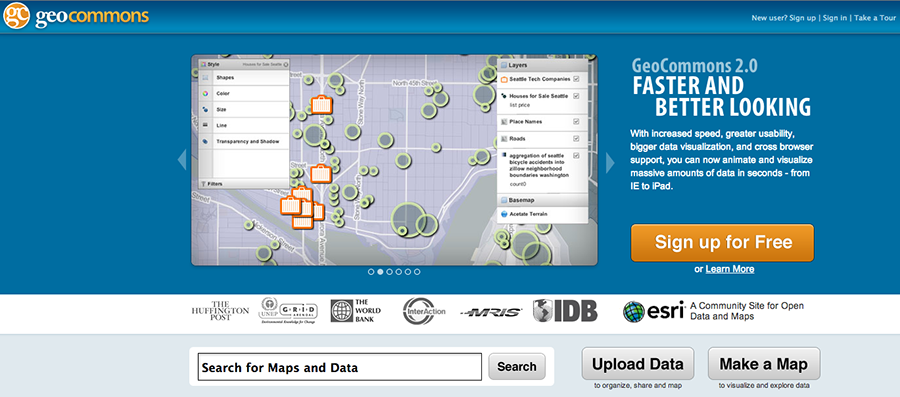 gc geocommons
New user? Sign up | Sign in | Take a Tour
Style
Houses for Sale Seattle
Shapes
Color
Size
Line
Transparency and Shadow
Filters
North 45th Street
Stone Way North
Nickerson Street
Layers
Seattle Tech Companies
Houses for Sale Seattle
list price
Place Names
Roads
aggregation of seattle
bicycle accidents into
zillow neighborhood
boundaries washington
count0
Basemap
Acetate Terrain
GeoCommons 2.0
FASTER AND
BETTER LOOKING
With increased speed, greater usability,
bigger data visualization, and cross browser
support, you can now animate and visualize
massive amounts of data in seconds - from
IE to iPad.
Sign up for Free
or Learn More
THE
HUFFINGTON
POST
UNEP
GRID
ARENDAL
Environmental Knowledge for Change
THE
WORLD
BANK
InterAction
MRIS
IDB
esri
A Community Site for Open
Data and Maps
Search for Maps and Data
Search
Upload Data
to organize, share and map
Make a Map
to visualize and explore data